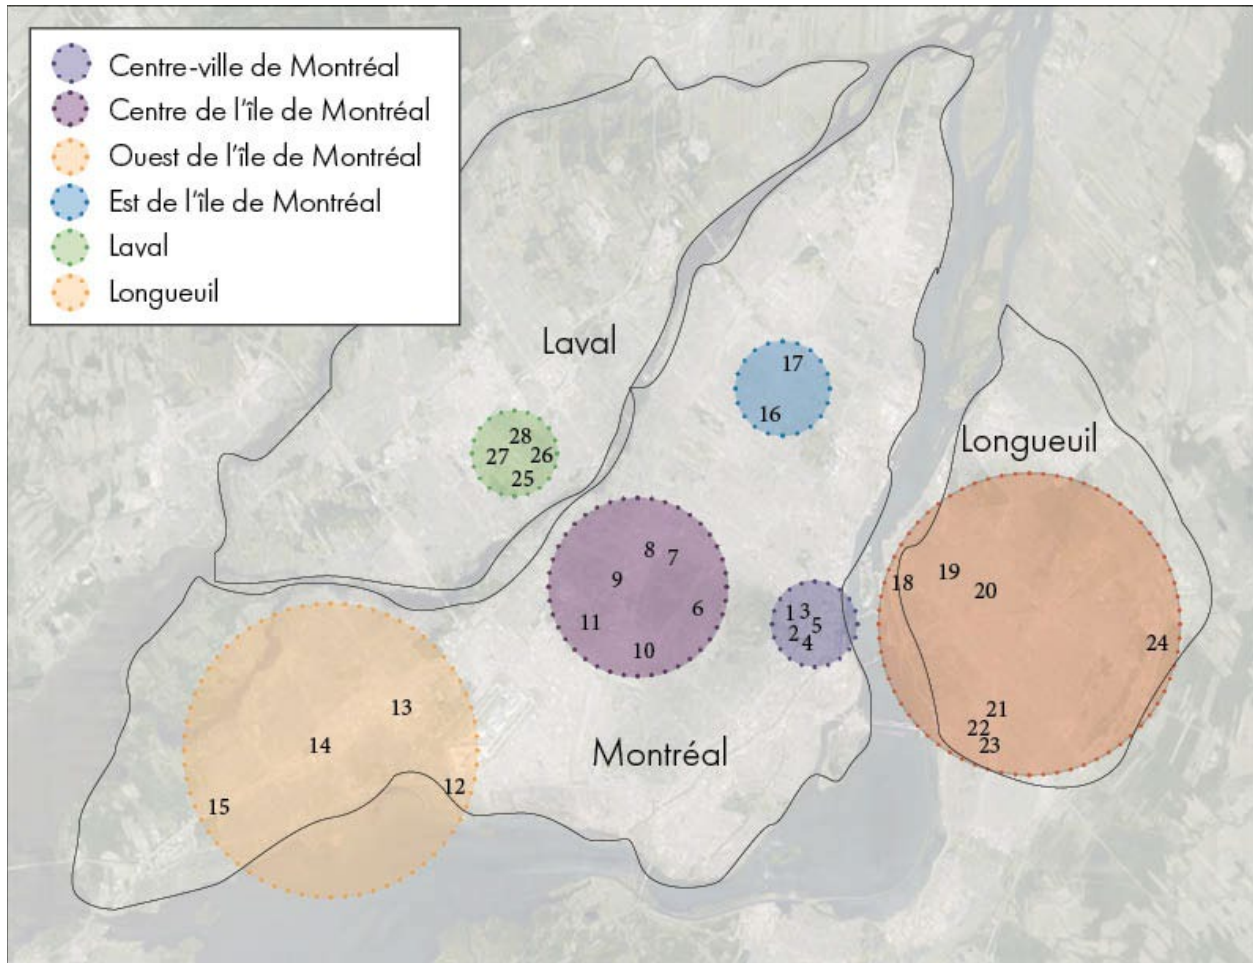 Centre-ville de Montréal
Centre de l'île de Montréal
Ouest de l'île de Montréal
Est de l'île de Montréal
Laval
Longueuil
Laval
17
16
Longueuil
28
27 26
25
8 7
9
6
11
10
1 3
2 5
4
18 19
20
24
21
22
23
13
14
12
15
Montréal